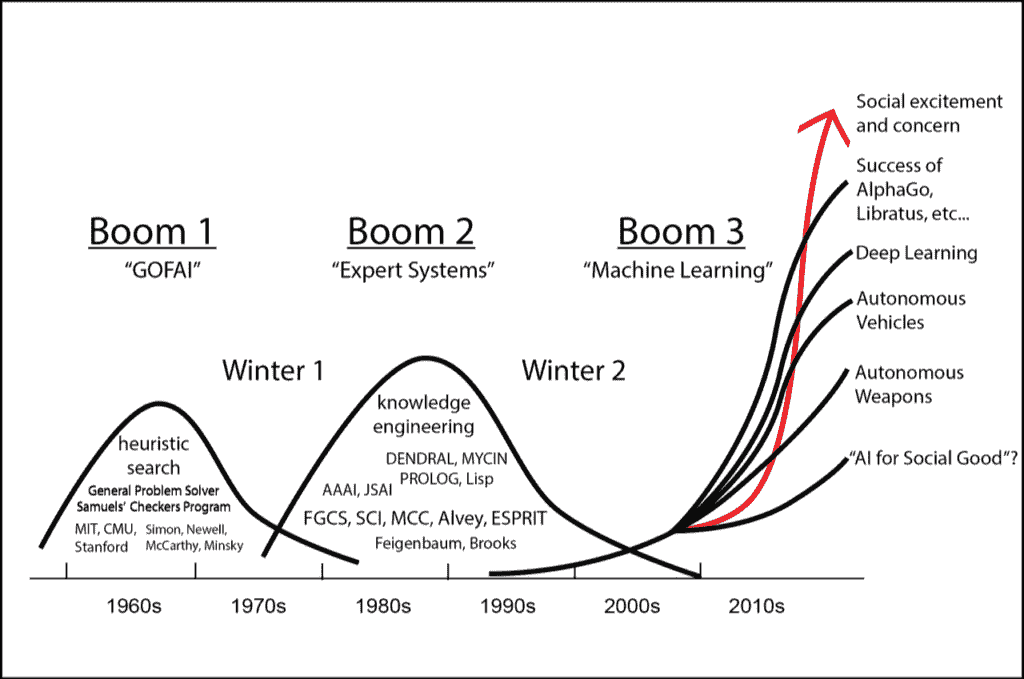 Boom 1
"GOFAI"
Boom 2
"Expert Systems"
Boom 3
"Machine Learning"
Winter 1
Winter 2
heuristic
search
General Problem Solver
Samuels' Checkers Program
MIT, CMU,
Stanford
Simon, Newell,
McCarthy, Minsky
knowledge
engineering
DENDRAL, MYCIN
PROLOG, Lisp
AAAI, JSAI
FGCS, SCI, MCC, Alvey, ESPRIT
Feigenbaum, Brooks
Social excitement
and concern
Success of
AlphaGo,
Libratus, etc...
Deep Learning
Autonomous
Vehicles
Autonomous
Weapons
"AI for Social Good"?
1960s
1970s
1980s
1990s
2000s
2010s